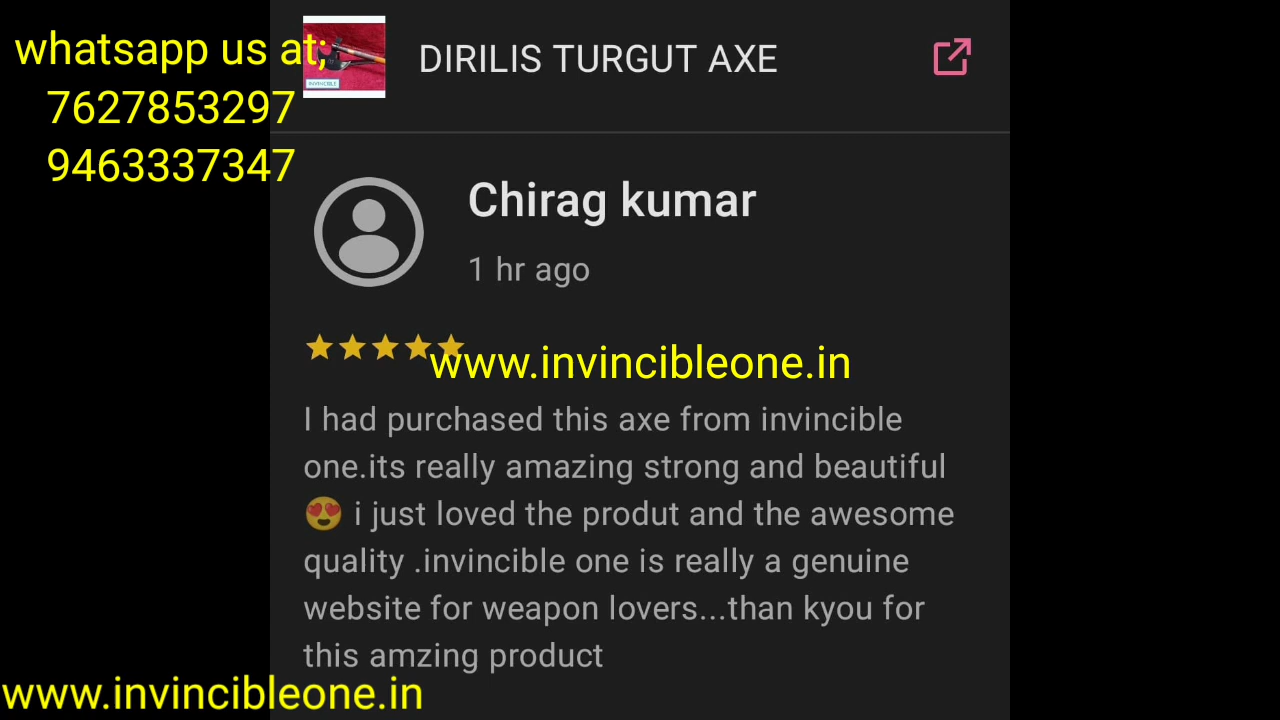 whatsapp us at;
7627853297
9463337347
INVINCIBLE
DIRILIS TURGUT AXE
Chirag kumar
1 hr ago
www.invincibleone.in
I had purchased this axe from invincible
one.its really amazing strong and beautiful
😍 i just loved the produt and the awesome
quality .invincible one is really a genuine
website for weapon lovers...than kyou for
this amzing product
www.invincibleone.in